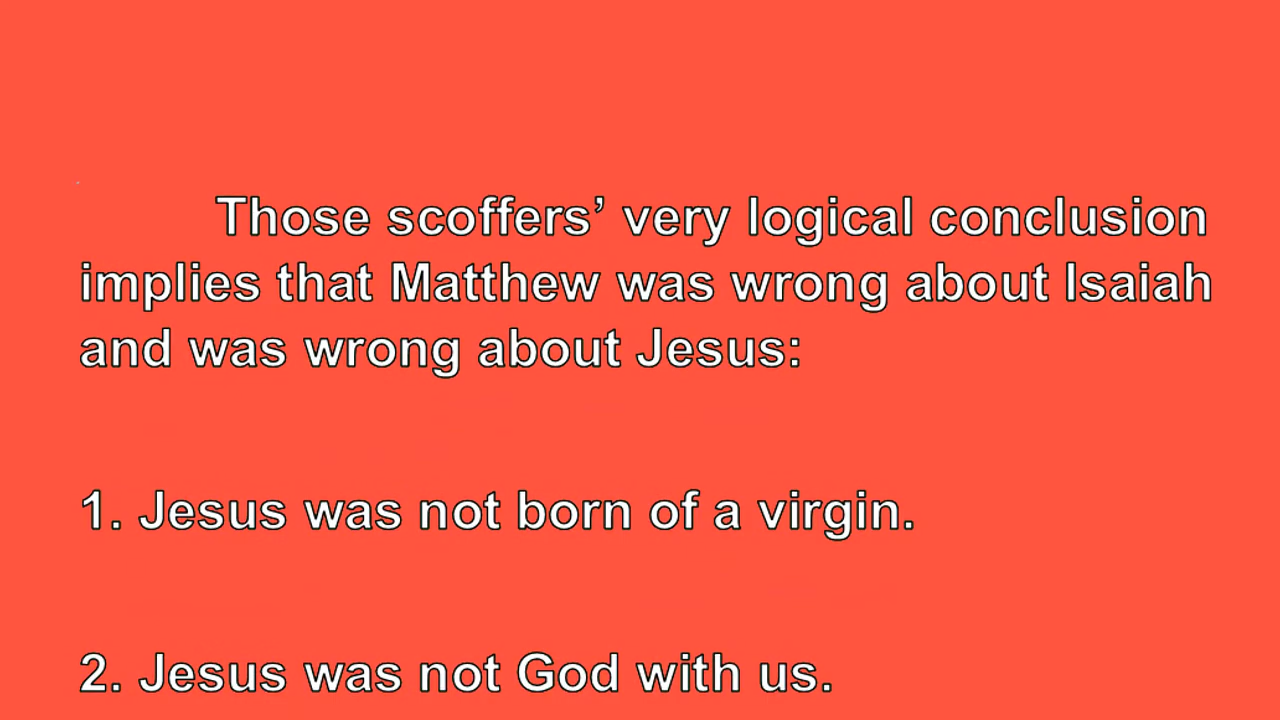 Those scoffers’ very logical conclusion
implies that Matthew was wrong about Isaiah
and was wrong about Jesus:
1. Jesus was not born of a virgin.
2. Jesus was not God with us.